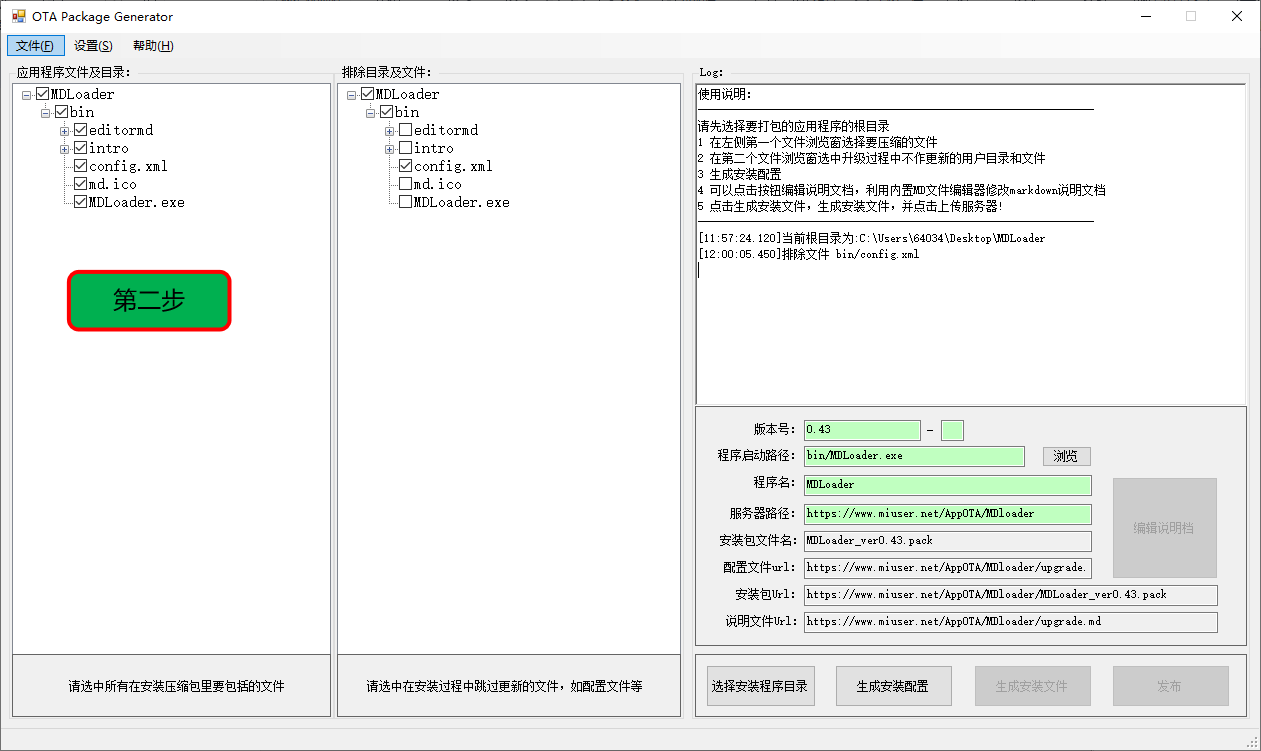 OTA Package Generator
文件(F) 设置(S) 帮助(H)
应用程序文件及目录:
MDLoader
bin
editormd
intro
config.xml
md.ico
MDLoader.exe
第二步
请选中所有在安装压缩包里要包括的文件
排除目录及文件:
MDLoader
bin
editormd
intro
config.xml
md.ico
MDLoader.exe
请选中在安装过程中跳过更新的文件，如配置文件等
Log:
使用说明:
请先选择要打包的应用程序的根目录
1 在左侧第一个文件浏览窗选择要压缩的文件
2 在第二个文件浏览窗选中升级过程中不作更新的用户目录和文件
3 生成安装配置
4 可以点击按钮编辑说明文档，利用内置MD文件编辑器修改markdown说明文档
5 点击生成安装文件，生成安装文件，并点击上传服务器!
[11:57:24.120]当前根目录为:C:\Users\64034\Desktop\MDLoader
[12:00:05.450]排除文件 bin/config.xml
版本号: 0.43 -
程序启动路径: bin/MDLoader.exe 浏览
程序名: MDLoader
服务器路径: https://www.miuser.net/AppOTA/MDloader
编辑说明档
安装包文件名: MDLoader_ver0.43.pack
配置文件url: https://www.miuser.net/AppOTA/MDloader/upgrade.
安装包Url: https://www.miuser.net/AppOTA/MDloader/MDLoader_ver0.43.pack
说明文件Url: https://www.miuser.net/AppOTA/MDloader/upgrade.md
选择安装程序目录 生成安装配置 生成安装文件 发布